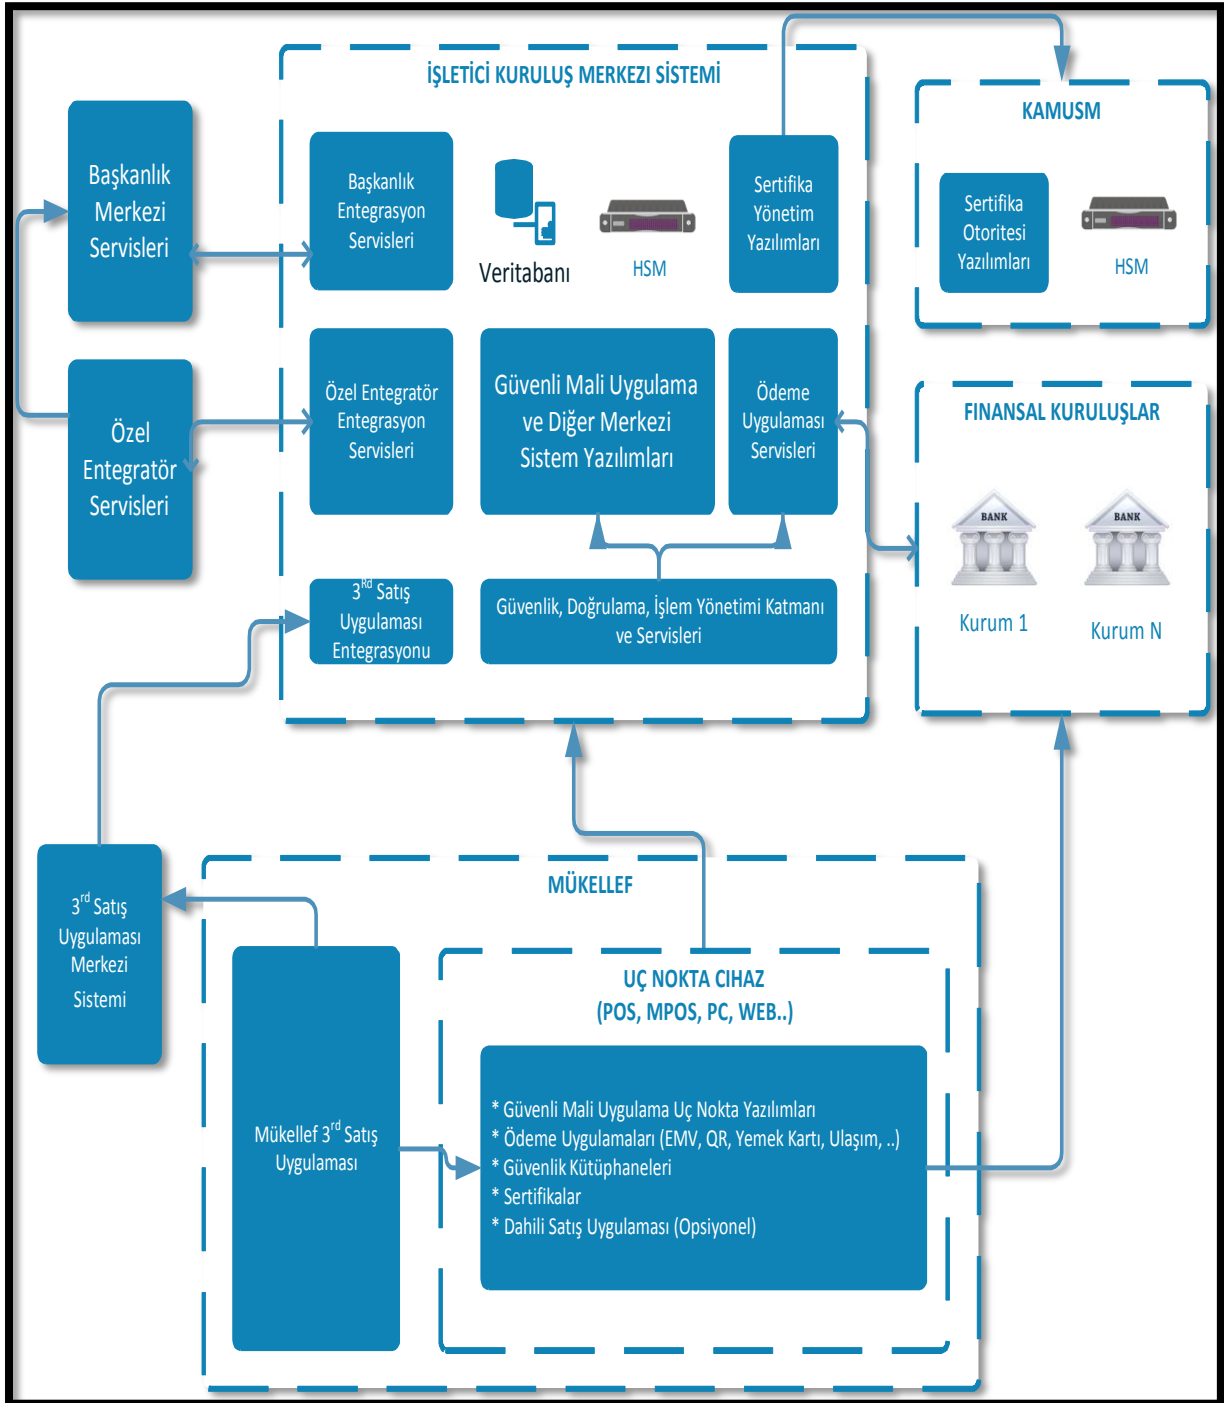 İŞLETİCİ KURULUŞ MERKEZI SİSTEMİ
Başkanlık
Merkezi
Servisleri
Başkanlık
Entegrasyon
Servisleri
Veritabanı
HSM
Sertifika
Yönetim
Yazılımları
KAMUSM
Sertifika
Otoritesi
Yazılımları
HSM
Özel
Entegratör
Servisleri
Özel Entegratör
Entegrasyon
Servisleri
Güvenli Mali Uygulama
ve Diğer Merkezi
Sistem Yazılımları
Ödeme
Uygulaması
Servisleri
FINANSAL KURULUŞLAR
BANK
BANK
Kurum 1
Kurum N
3Rd Satış
Uygulaması
Entegrasyonu
Güvenlik, Doğrulama, İşlem Yönetimi Katmanı
ve Servisleri
3rd Satış
Uygulaması
Merkezi
Sistemi
MÜKELLEF
Mükellef 3rd Satış
Uygulaması
UÇ NOKTA CIHAZ
(POS, MPOS, PC, WEB..)
* Güvenli Mali Uygulama Uç Nokta Yazılımları
* Ödeme Uygulamaları (EMV, QR, Yemek Kartı, Ulaşım, ..)
* Güvenlik Kütüphaneleri
* Sertifikalar
* Dahili Satış Uygulaması (Opsiyonel)